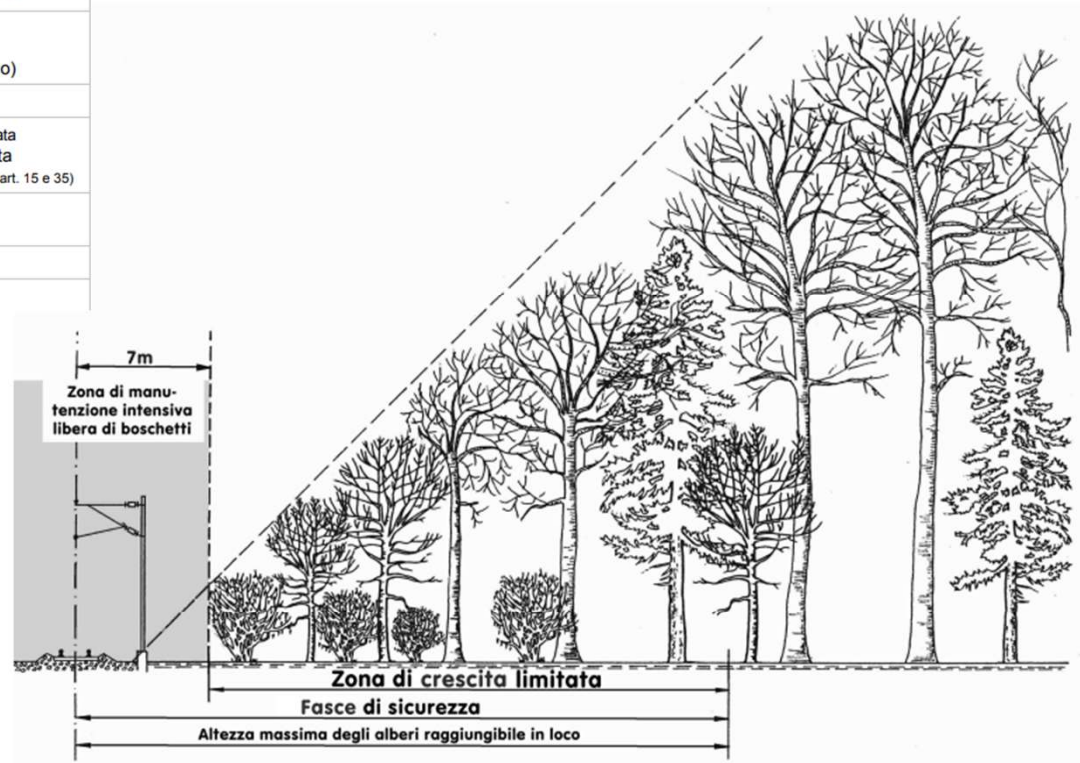 o)
ata
ta
art. 15 e 35)
7m
Zona di manu-
tenzione intensiva
libera di boschetti
Zona di crescita limitata
Fasce di sicurezza
Altezza massima degli alberi raggiungibile in loco